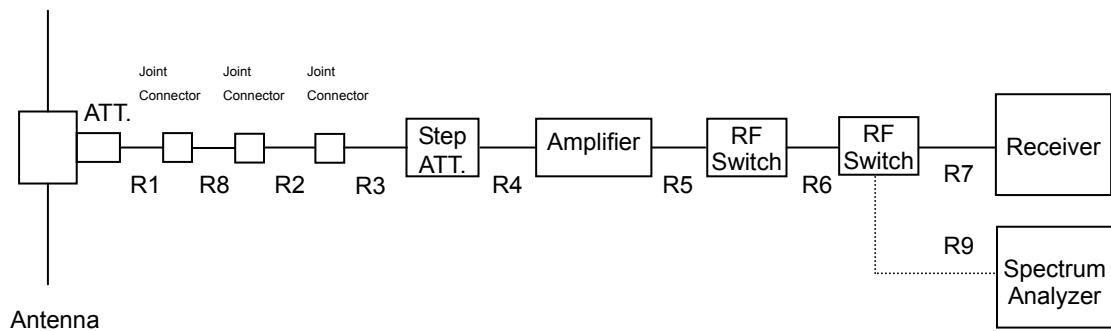 Joint
Connector
Joint
Connector
Joint
Connector
ATT.
Step
ATT.
Amplifier
RF
Switch
RF
Switch
Receiver
R1
R8
R2
R3
R4
R5
R6
R7
R9
Spectrum
Analyzer
Antenna